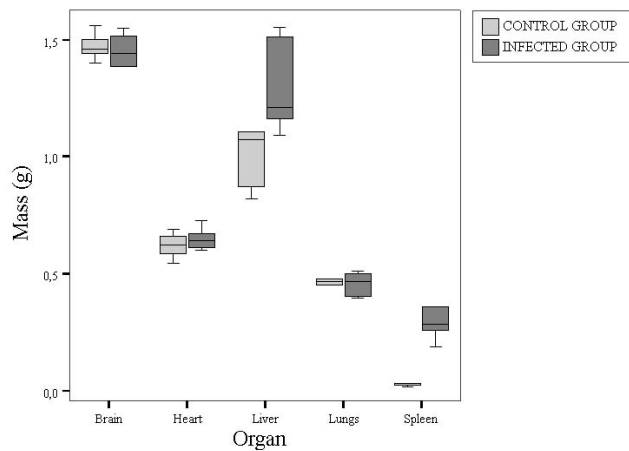 CONTROL GROUP
INFECTED GROUP
1,5
1,0
0,5
0,0
Mass (g)
Brain Heart Liver Lungs Spleen
Organ